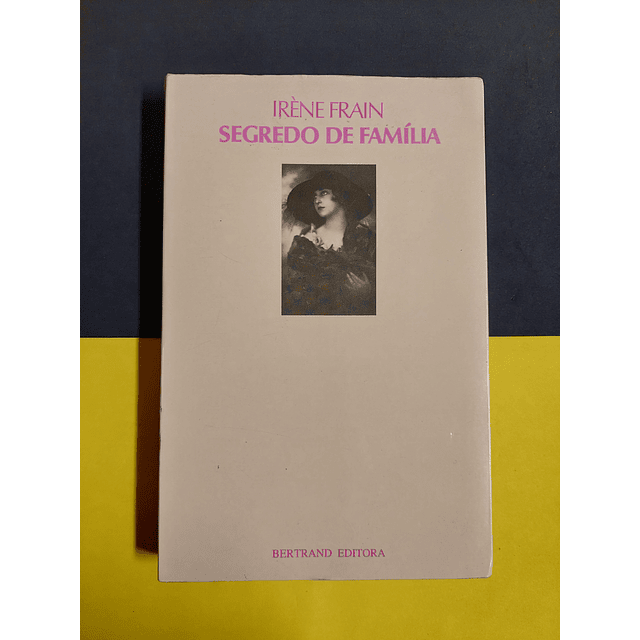 IRÈNE FRAIN
SEGREDO DE FAMÍLIA
BERTRAND EDITORA